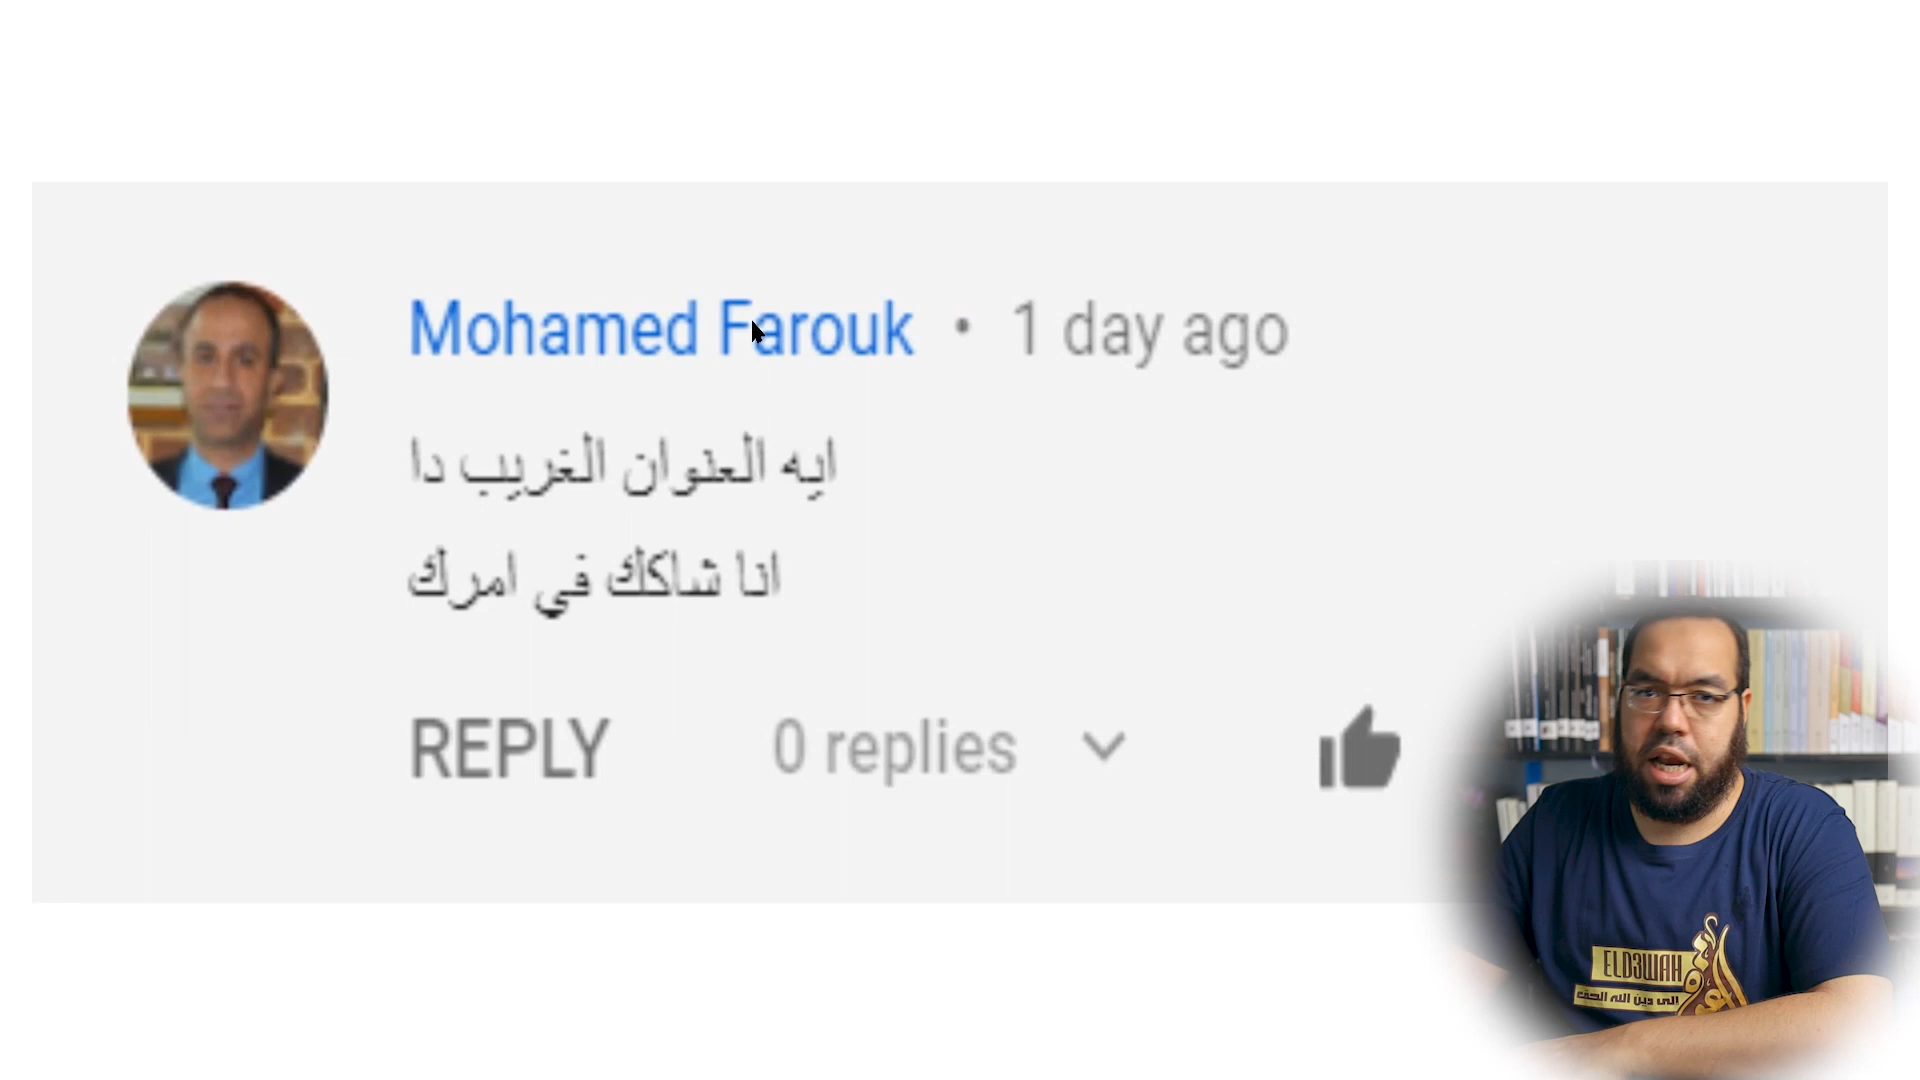 Mohamed Farouk • 1 day ago
ايه العنوان الغريب دا
انا شاكك في امرك
REPLY 0 replies
ELD3WAH
الى دين الله الحق